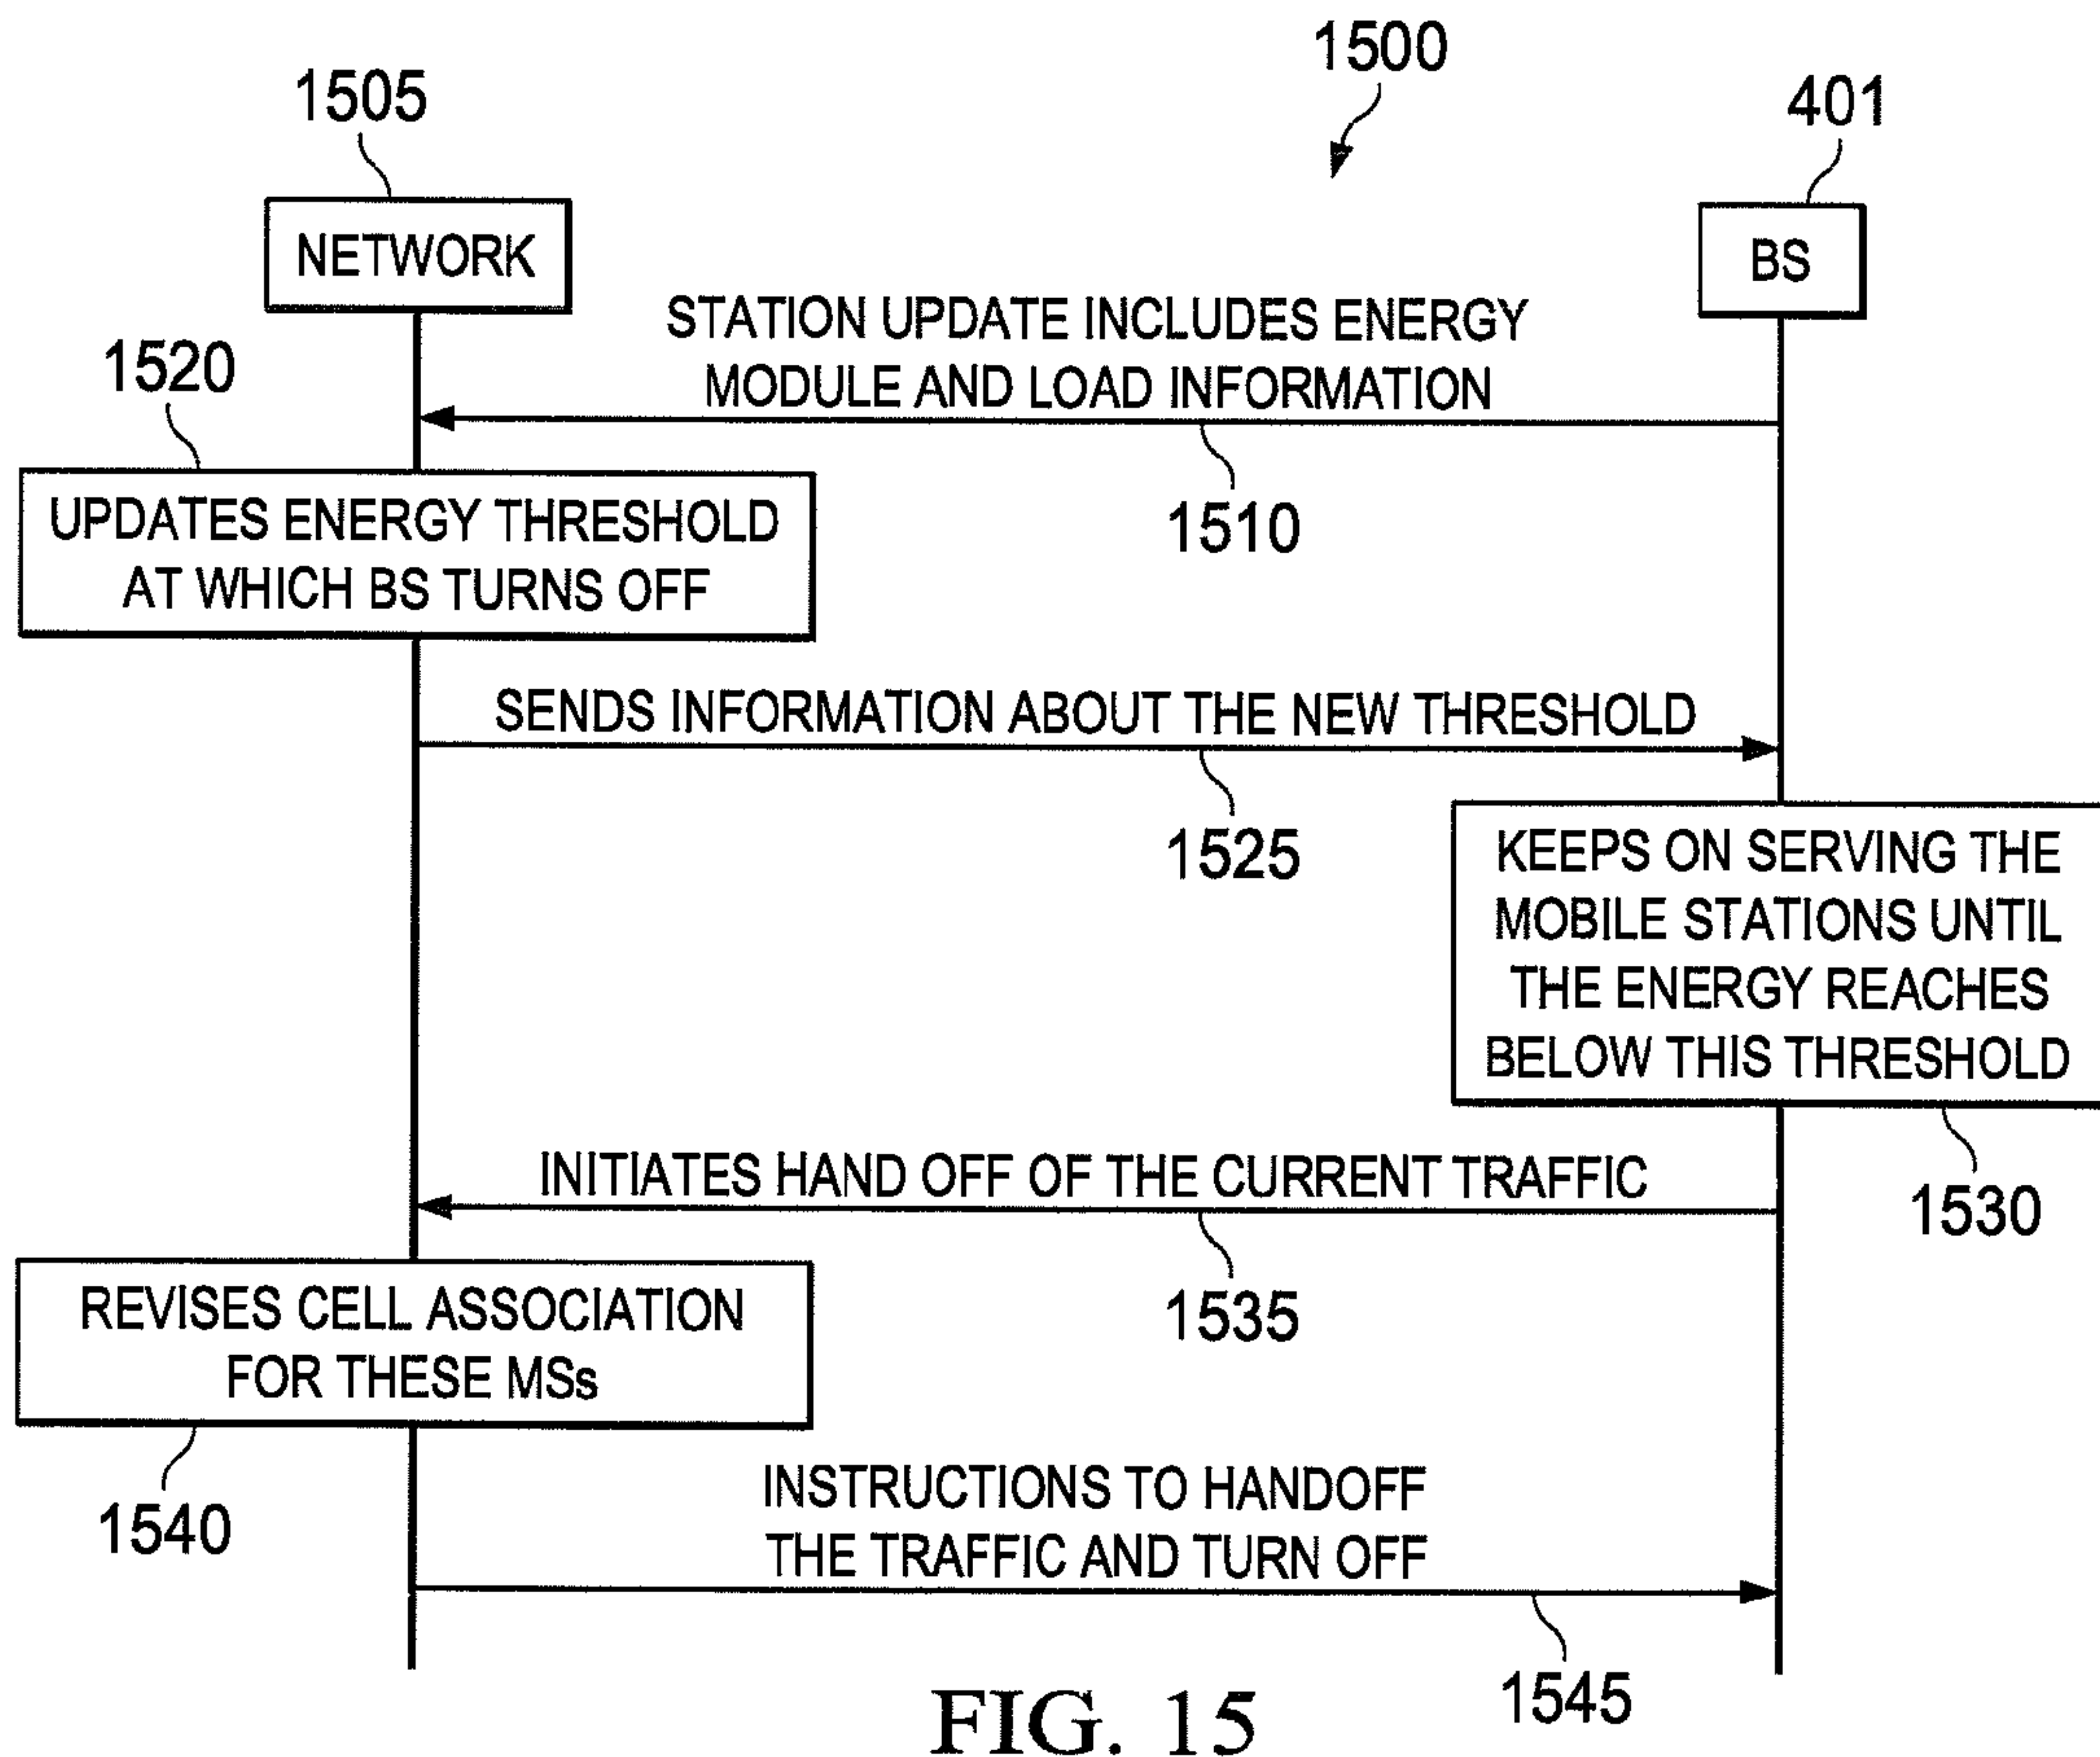 1500
1505
401
NETWORK
BS
STATION UPDATE INCLUDES ENERGY
MODULE AND LOAD INFORMATION
1520
1510
UPDATES ENERGY THRESHOLD
AT WHICH BS TURNS OFF
SENDS INFORMATION ABOUT THE NEW THRESHOLD
1525
KEEPS ON SERVING THE
MOBILE STATIONS UNTIL
THE ENERGY REACHES
BELOW THIS THRESHOLD
1530
INITIATES HAND OFF OF THE CURRENT TRAFFIC
1535
REVISES CELL ASSOCIATION
FOR THESE MSs
1540
INSTRUCTIONS TO HANDOFF
THE TRAFFIC AND TURN OFF
1545
FIG. 15